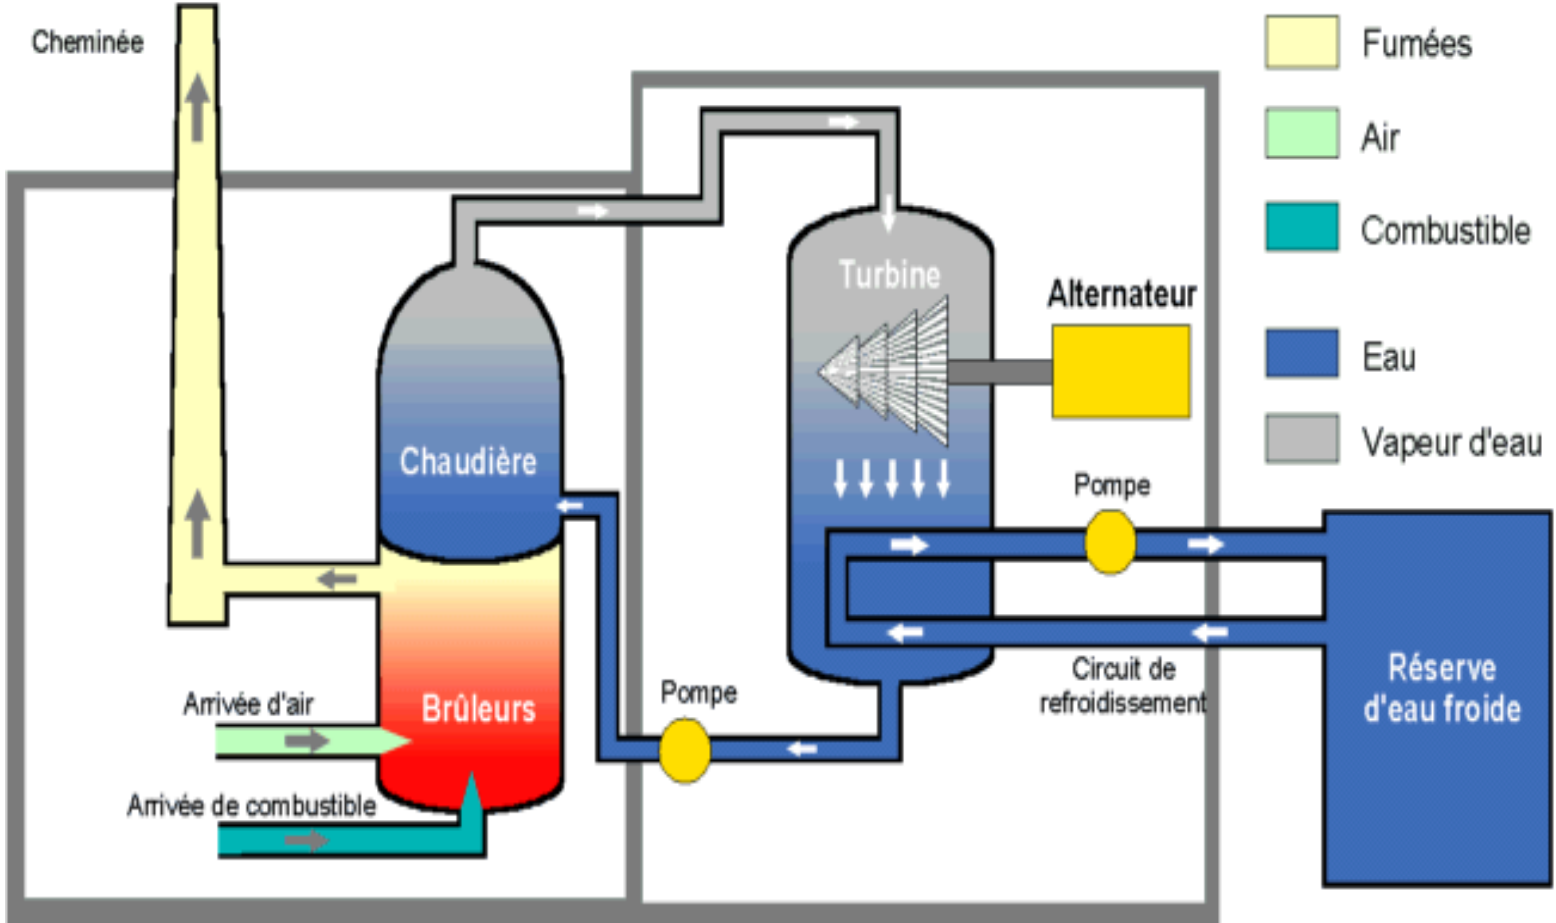 Cheminée
Fumées
Air
Combustible
Eau
Vapeur d'eau
Turbine
Alternateur
Chaudière
Pompe
Circuit de
refroidissement
Réserve
d'eau froide
Pompe
Arrivée d'air
Brûleurs
Arrivée de combustible